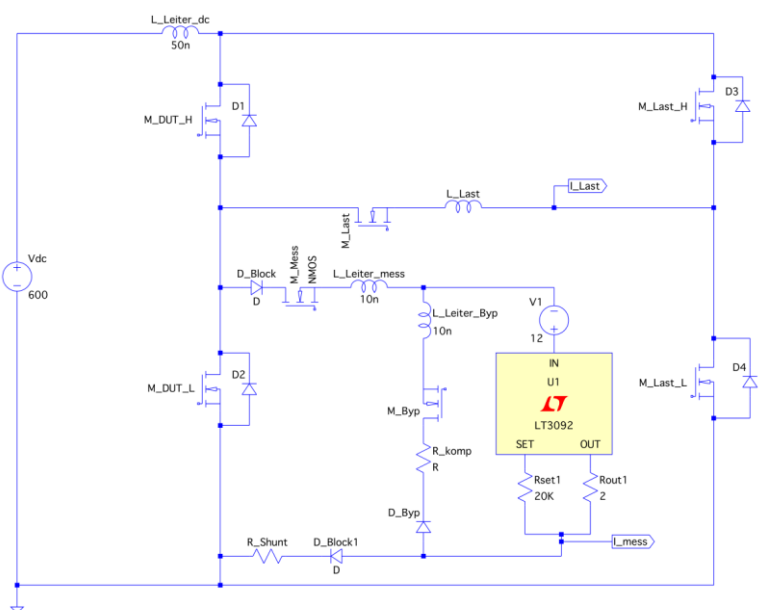 L_Leiter_dc
50n
D1
M_DUT_H
D3
M_Last_H
L_Last
I_Last
M_Last
Vdc
600
D_Block
D
M_Mess
NMOS
L_Leiter_mess
10n
L_Leiter_Byp
10n
V1
12
IN
U1
LT3092
SET
OUT
D2
M_DUT_L
D4
M_Last_L
M_Byp
R_komp
R
Rset1
20K
Rout1
2
D_Byp
R_Shunt
D_Block1
D
I_mess